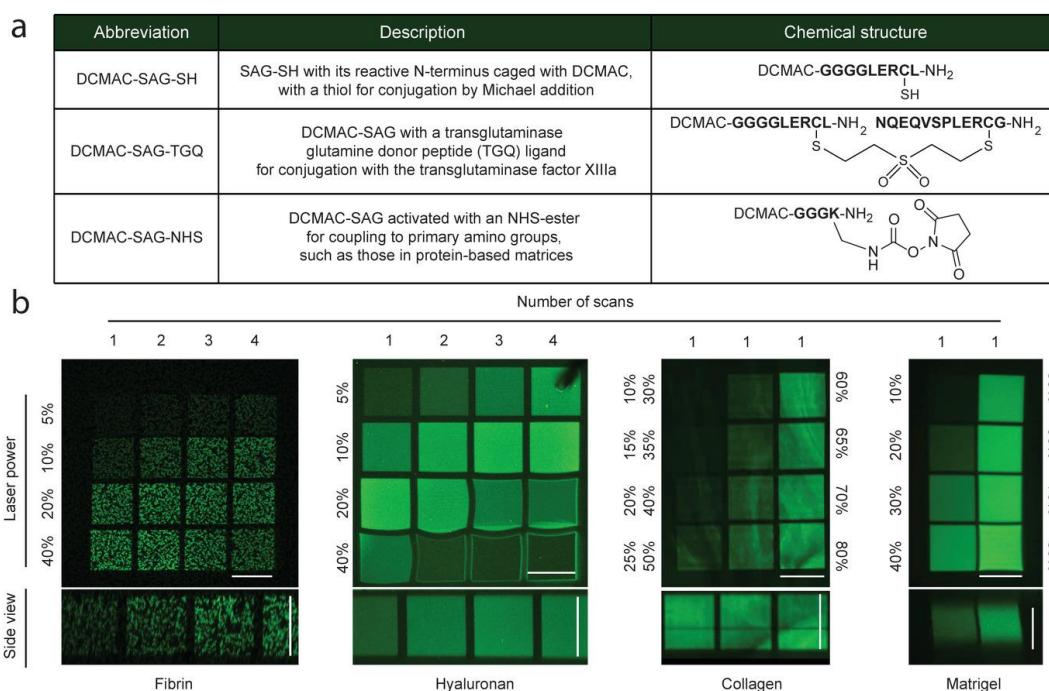 a
Abbreviation
Description
Chemical structure
DCMAC-SAG-SH
SAG-SH with its reactive N-terminus caged with DCMAC,
with a thiol for conjugation by Michael addition
DCMAC-GGGGLERCL-NH2
SH
DCMAC-SAG-TGQ
DCMAC-SAG with a transglutaminase
glutamine donor peptide (TGQ) ligand
for conjugation with the transglutaminase factor XIIIa
DCMAC-GGGGLERCL-NH2 NQEQVSPLERCG-NH2
S S
S
O O
DCMAC-SAG-NHS
DCMAC-SAG activated with an NHS-ester
for coupling to primary amino groups,
such as those in protein-based matrices
DCMAC-GGGK-NH2
O O
N
H
O
N
O
b
Number of scans
1 2 3 4
1 2 3 4
1 1 1
1 1
Laser power
5%
10%
20%
40%
5%
10%
20%
40%
10% 30%
15% 35%
20% 40%
25% 50%
60%
65%
70%
80%
10%
20%
30%
40%
Side view
Fibrin
Hyaluronan
Collagen
Matrigel